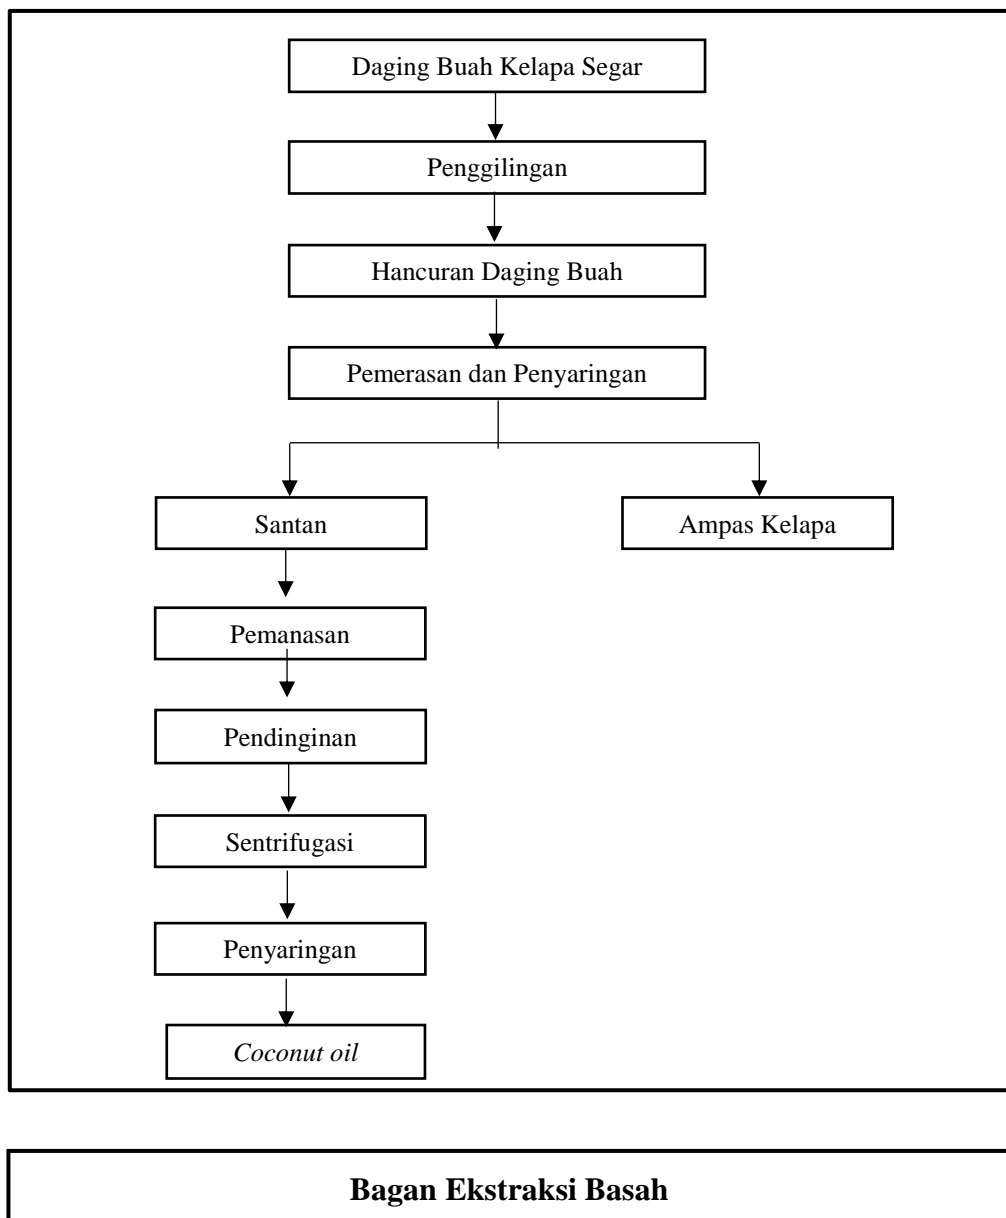 Daging Buah Kelapa Segar
Penggilingan
Hancuran Daging Buah
Pemerasan dan Penyaringan
Santan
Ampas Kelapa
Pemanasan
Pendinginan
Sentrifugasi
Penyaringan
Coconut oil
Bagan Ekstraksi Basah